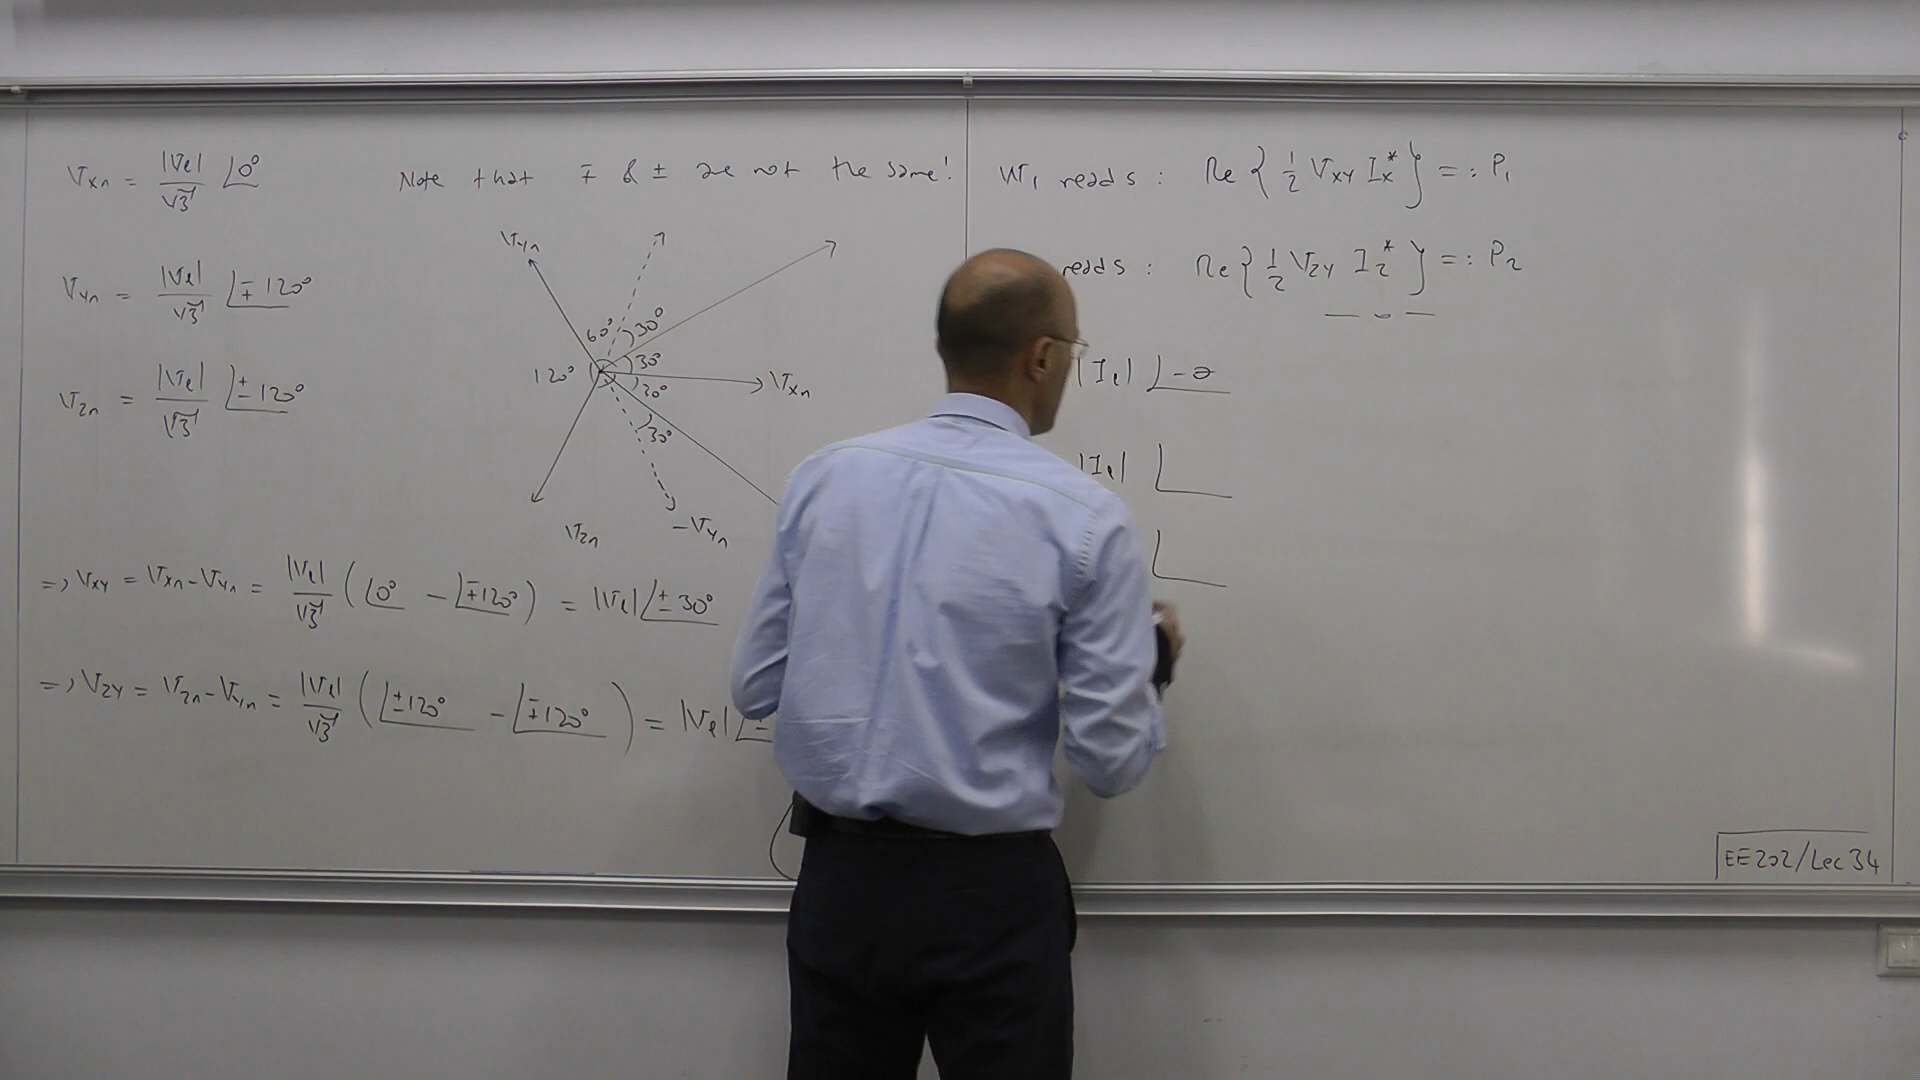 Vxn = |Vl|/√3 ∠0°
Note that ∓ & ± are not the same!
Vyn = |Vl|/√3 ∠∓120°
Vzn = |Vl|/√3 ∠±120°
Vyn
60° 30°
30°
120°
Vxn
30°
30°
Vzn
-Vyn
=> Vxy = Vxn - Vyn = |Vl|/√3 (∠0° - ∠∓120°) = |Vl| ∠±30°
=> Vzy = Vzn - Vyn = |Vl|/√3 (∠±120° - ∠∓120°) = |Vl| ∠±
W1 reads : Re { 1/2 Vxy Ix* } =: P1
reads : Re { 1/2 Vzy Iz* } =: P2
|Il| ∠-θ
|Il| ∠
∠
EE202/Lec 34